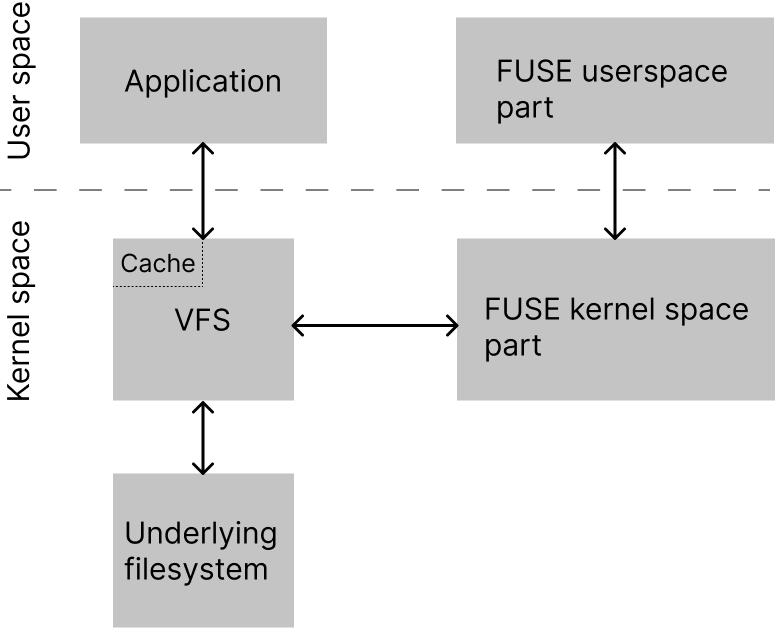 User space
Application
FUSE userspace
part
Kernel space
Cache
VFS
FUSE kernel space
part
Underlying
filesystem